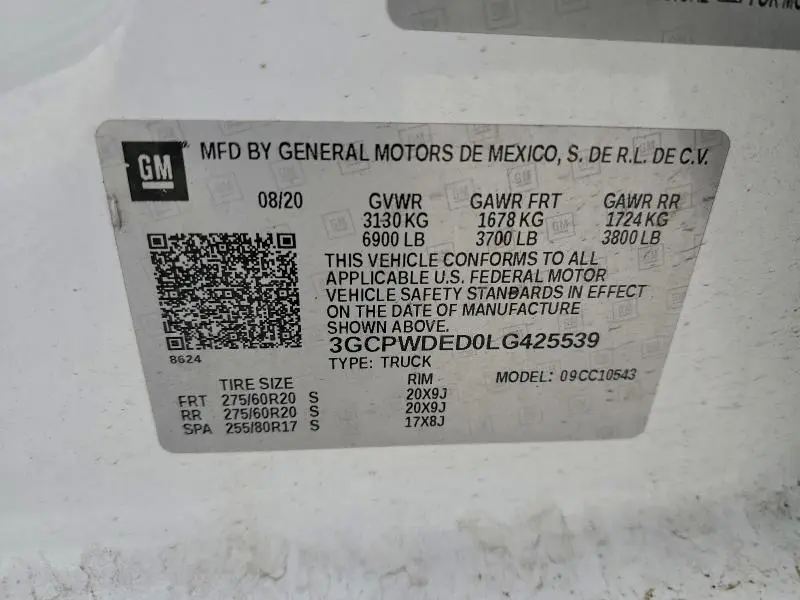 FOR MO
GM
MFD BY GENERAL MOTORS DE MEXICO, S. DE R.L. DE C.V.
08/20 GVWR GAWR FRT GAWR RR
3130 KG 1678 KG 1724 KG
6900 LB 3700 LB 3800 LB
THIS VEHICLE CONFORMS TO ALL
APPLICABLE U.S. FEDERAL MOTOR
VEHICLE SAFETY STANDARDS IN EFFECT
ON THE DATE OF MANUFACTURE
SHOWN ABOVE.
3GCPWDED0LG425539
8624
TYPE: TRUCK
TIRE SIZE RIM MODEL: 09CC10543
FRT 275/60R20 S 20X9J
RR 275/60R20 S 20X9J
SPA 255/80R17 S 17X8J